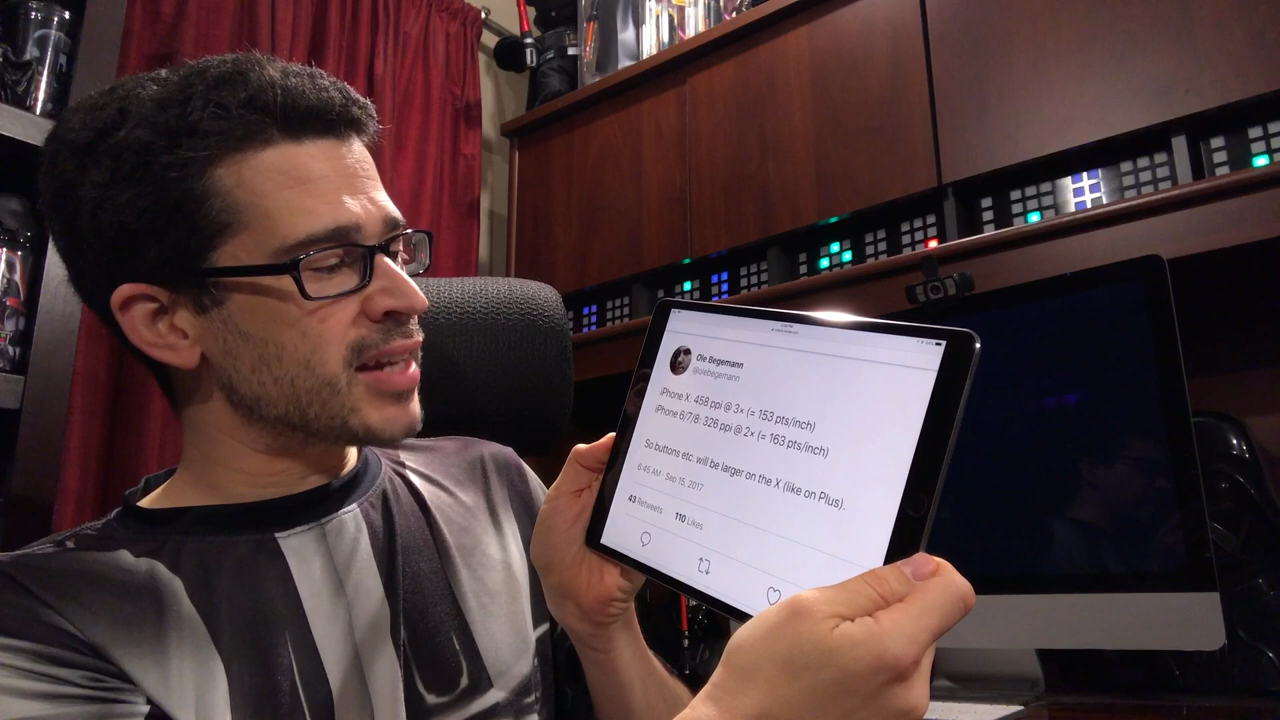 Ole Begemann
@olebegemann
iPhone X: 458 ppi @ 3× (= 153 pts/inch)
iPhone 6/7/8: 326 ppi @ 2× (= 163 pts/inch)
So buttons etc. will be larger on the X (like on Plus).
6:45 AM - Sep 15, 2017
43 Retweets 110 Likes